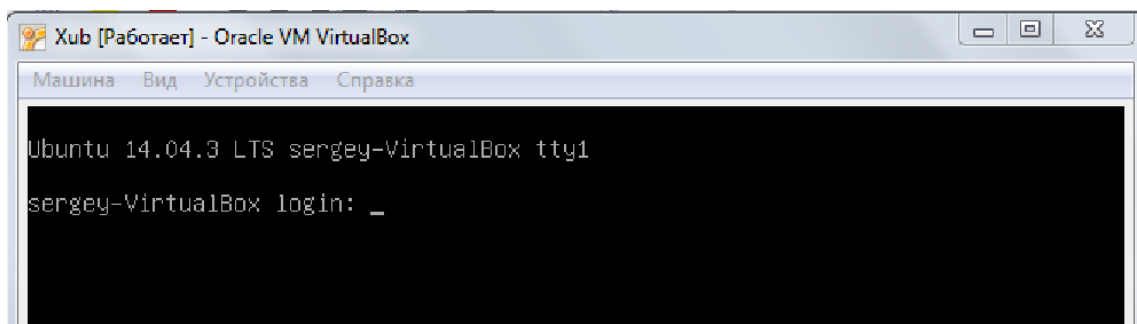 Xub [Работает] - Oracle VM VirtualBox
Машина Вид Устройства Справка
Ubuntu 14.04.3 LTS sergey-VirtualBox tty1
sergey-VirtualBox login: _